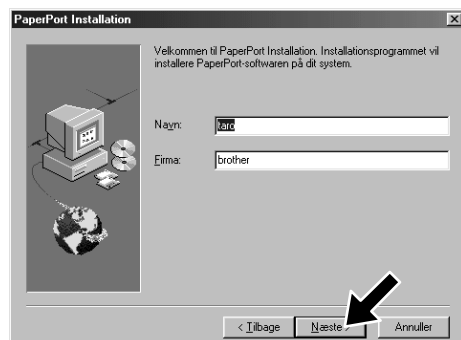 PaperPort Installation
Velkommen til PaperPort Installation. Installationsprogrammet vil
installere PaperPort-softwaren på dit system.
Navn: taro
Firma: brother
< Tilbage Næste > Annuller